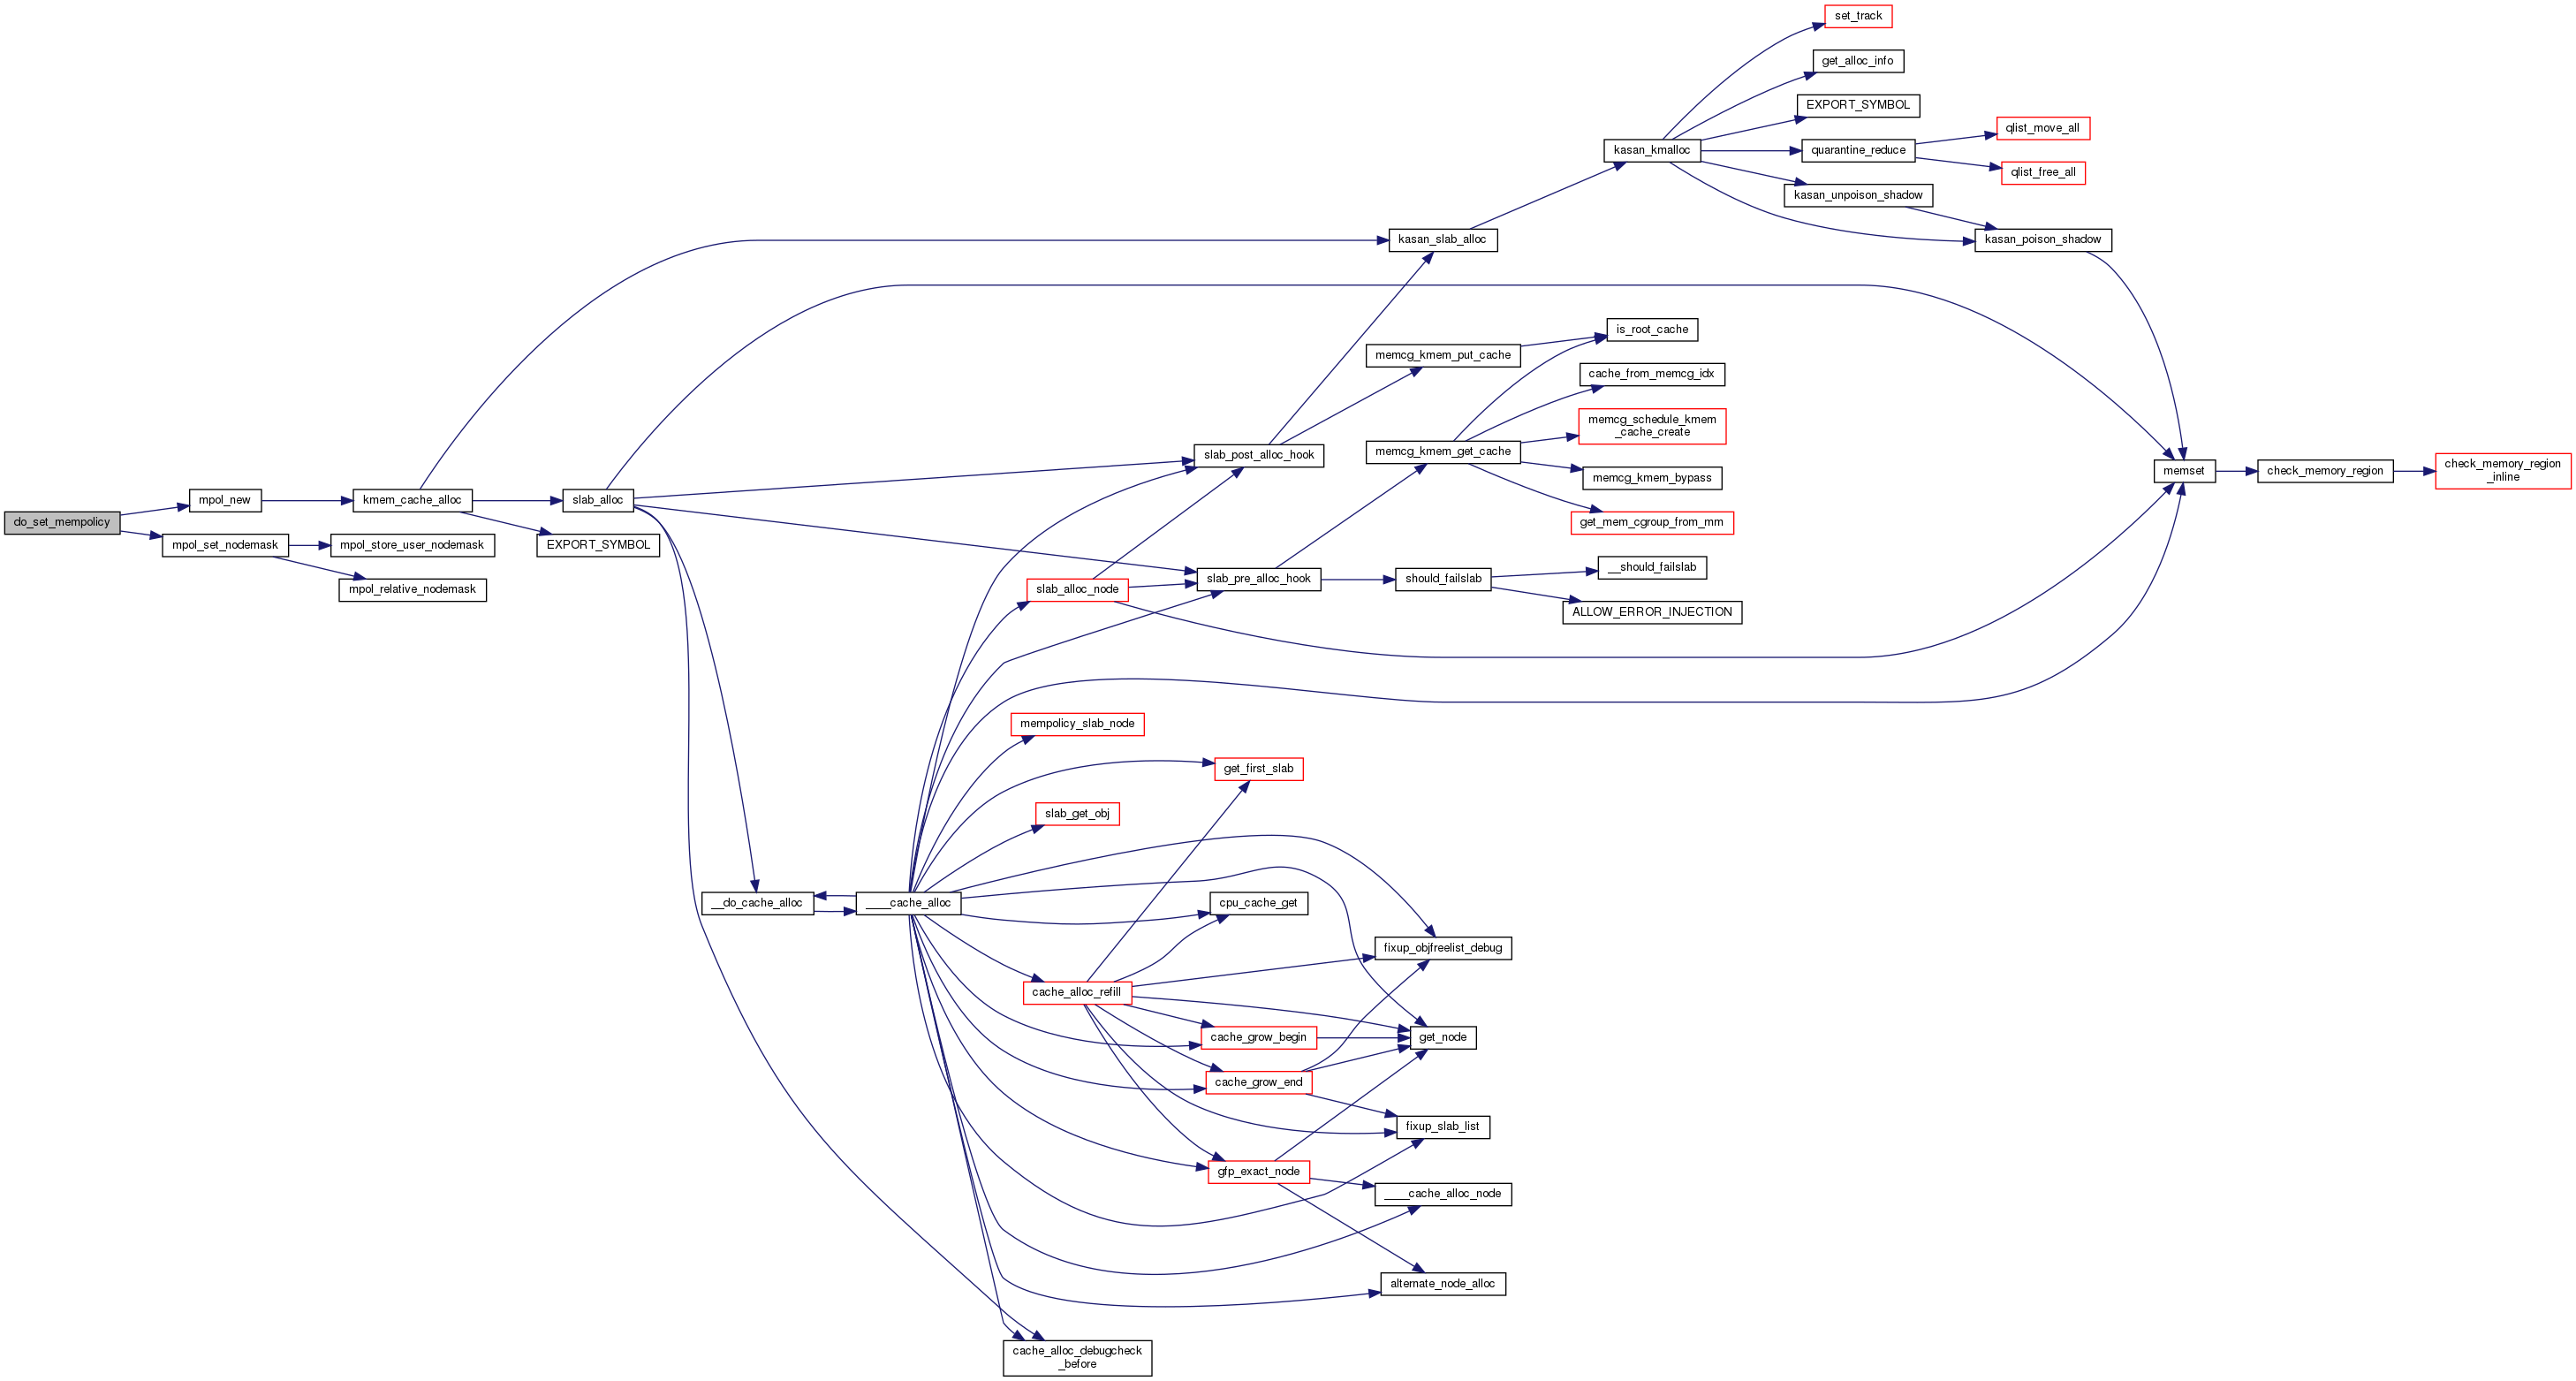 set_track
get_alloc_info
EXPORT_SYMBOL
qlist_move_all
kasan_kmalloc
quarantine_reduce
qlist_free_all
kasan_unpoison_shadow
kasan_slab_alloc
kasan_poison_shadow
is_root_cache
memcg_kmem_put_cache
cache_from_memcg_idx
memcg_schedule_kmem
_cache_create
slab_post_alloc_hook
memcg_kmem_get_cache
memset
check_memory_region
check_memory_region
_inline
memcg_kmem_bypass
mpol_new
kmem_cache_alloc
slab_alloc
do_set_mempolicy
get_mem_cgroup_from_mm
mpol_set_nodemask
mpol_store_user_nodemask
EXPORT_SYMBOL
__should_failslab
slab_pre_alloc_hook
should_failslab
mpol_relative_nodemask
slab_alloc_node
ALLOW_ERROR_INJECTION
mempolicy_slab_node
get_first_slab
slab_get_obj
__do_cache_alloc
____cache_alloc
cpu_cache_get
fixup_objfreelist_debug
cache_alloc_refill
cache_grow_begin
get_node
cache_grow_end
fixup_slab_list
gfp_exact_node
____cache_alloc_node
alternate_node_alloc
cache_alloc_debugcheck
_before